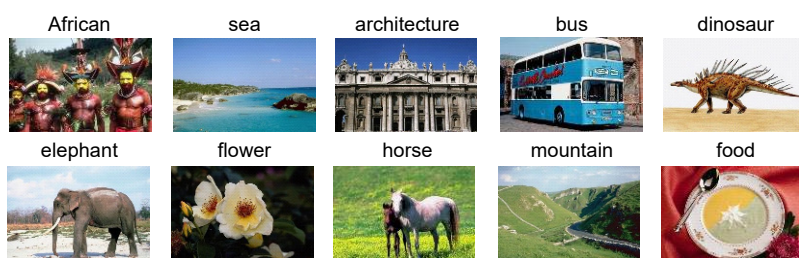 African sea architecture bus dinosaur
elephant flower horse mountain food